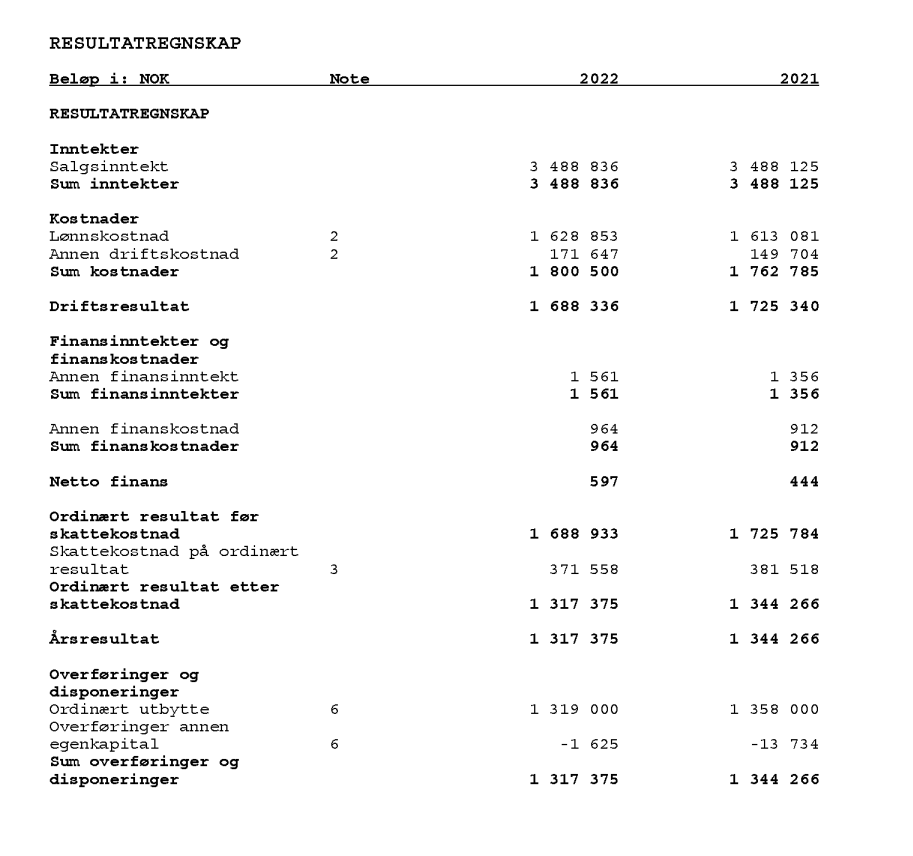 RESULTATREGNSKAP
Beløp i: NOK Note 2022 2021
RESULTATREGNSKAP
Inntekter
Salgsinntekt 3 488 836 3 488 125
Sum inntekter 3 488 836 3 488 125
Kostnader
Lønnskostnad 2 1 628 853 1 613 081
Annen driftskostnad 2 171 647 149 704
Sum kostnader 1 800 500 1 762 785
Driftsresultat 1 688 336 1 725 340
Finansinntekter og
finanskostnader
Annen finansinntekt 1 561 1 356
Sum finansinntekter 1 561 1 356
Annen finanskostnad 964 912
Sum finanskostnader 964 912
Netto finans 597 444
Ordinært resultat før
skattekostnad 1 688 933 1 725 784
Skattekostnad på ordinært
resultat 3 371 558 381 518
Ordinært resultat etter
skattekostnad 1 317 375 1 344 266
Årsresultat 1 317 375 1 344 266
Overføringer og
disponeringer
Ordinært utbytte 6 1 319 000 1 358 000
Overføringer annen
egenkapital 6 -1 625 -13 734
Sum overføringer og
disponeringer 1 317 375 1 344 266